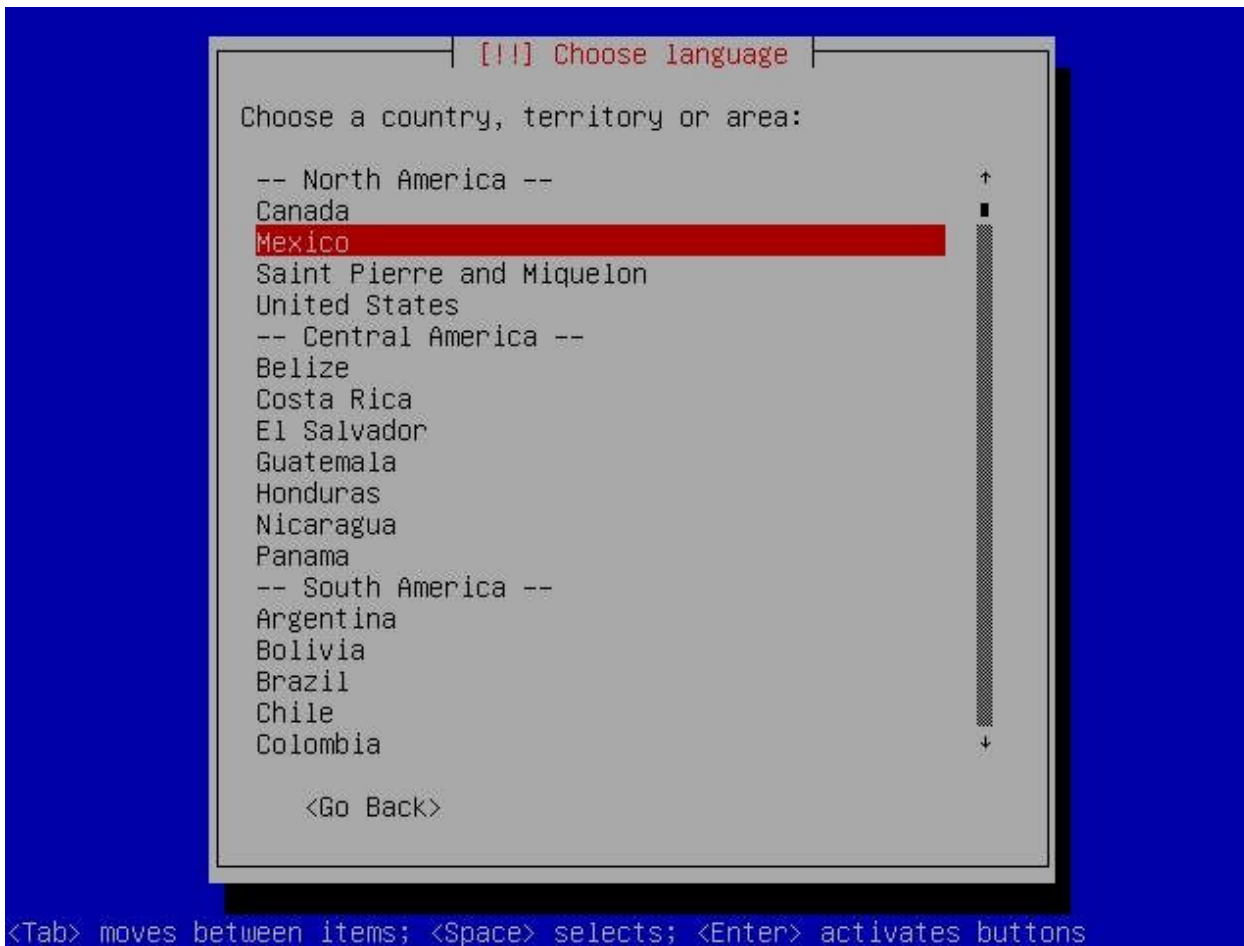 [!!] Choose language
Choose a country, territory or area:
-- North America --
Canada
Mexico
Saint Pierre and Miquelon
United States
-- Central America --
Belize
Costa Rica
El Salvador
Guatemala
Honduras
Nicaragua
Panama
-- South America --
Argentina
Bolivia
Brazil
Chile
Colombia
<Go Back>
<Tab> moves between items; <Space> selects; <Enter> activates buttons